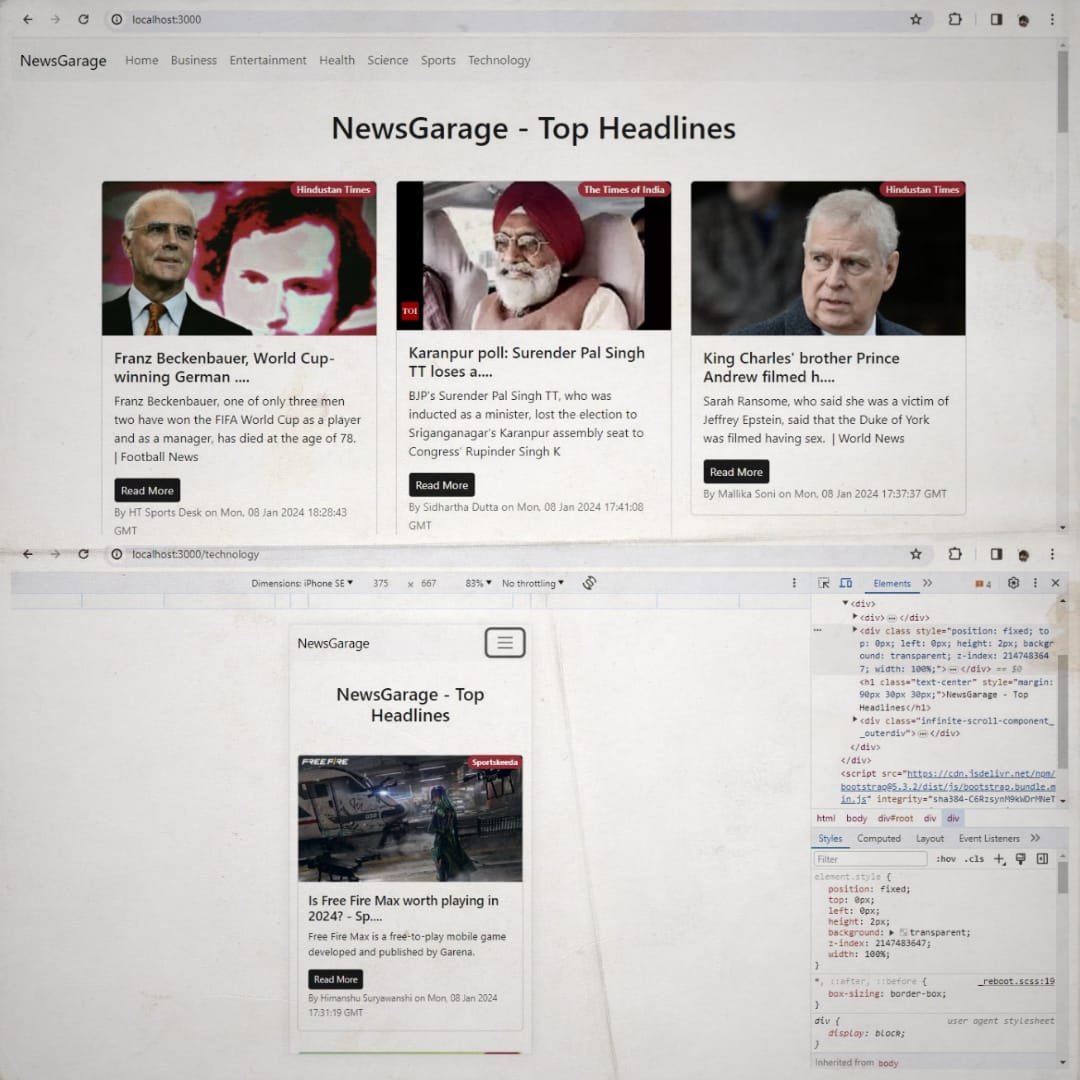 localhost:3000
NewsGarage Home Business Entertainment Health Science Sports Technology
NewsGarage - Top Headlines
Hindustan Times
Franz Beckenbauer, World Cup-
winning German ....
Franz Beckenbauer, one of only three men
two have won the FIFA World Cup as a player
and as a manager, has died at the age of 78.
| Football News
Read More
By HT Sports Desk on Mon, 08 Jan 2024 18:28:43
GMT
The Times of India
TOI
Karanpur poll: Surender Pal Singh
TT loses a....
BJP's Surender Pal Singh TT, who was
inducted as a minister, lost the election to
Sriganganagar's Karanpur assembly seat to
Congress' Rupinder Singh K
Read More
By Sidhartha Dutta on Mon, 08 Jan 2024 17:41:08
GMT
Hindustan Times
King Charles' brother Prince
Andrew filmed h....
Sarah Ransome, who said she was a victim of
Jeffrey Epstein, said that the Duke of York
was filmed having sex. | World News
Read More
By Mallika Soni on Mon, 08 Jan 2024 17:37:37 GMT
localhost:3000/technology
Dimensions: iPhone SE 375 x 667 83% No throttling
NewsGarage
NewsGarage - Top
Headlines
FREE FIRE
Sportskeeda
Is Free Fire Max worth playing in
2024? - Sp....
Free Fire Max is a free-to-play mobile game
developed and published by Garena.
Read More
By Himanshu Suryawanshi on Mon, 08 Jan 2024
17:31:19 GMT
Elements 4
<div>
<div> … </div>
<div class style="position: fixed; to
p: 0px; left: 0px; height: 2px; backgr
ound: transparent; z-index: 214748364
7; width: 100%;"> … </div> == $0
<h1 class="text-center" style="margin:
90px 30px 30px;">NewsGarage - Top
Headlines</h1>
<div class="infinite-scroll-component_
_outerdiv"> … </div>
</div>
</div>
<script src="https://cdn.jsdelivr.net/npm/
bootstrap@5.3.2/dist/js/bootstrap.bundle.m
in.js" integrity="sha384-C6RzsynM9kWDrMNeT
html body div#root div div
Styles Computed Layout Event Listeners
Filter :hov .cls
element.style {
position: fixed;
top: 0px;
left: 0px;
height: 2px;
background: transparent;
z-index: 2147483647;
width: 100%;
}
*, ::after, ::before { _reboot.scss:19
box-sizing: border-box;
}
div { user agent stylesheet
display: block;
}
Inherited from body